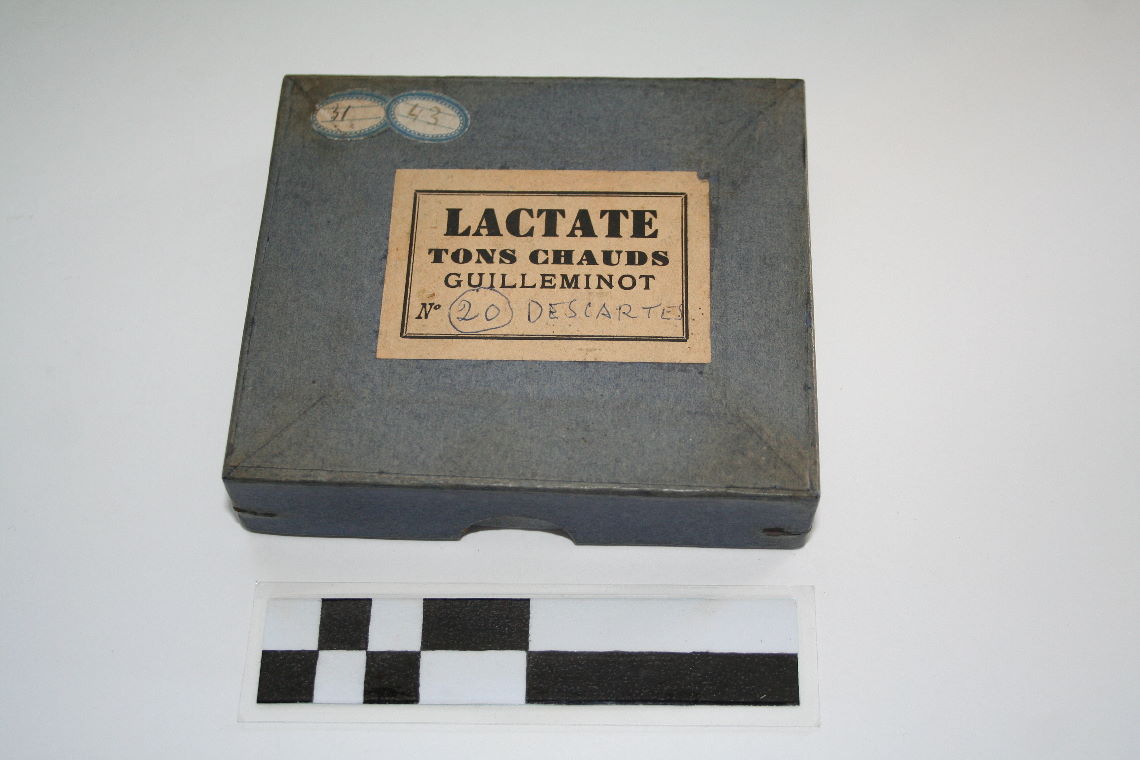 31 43
LACTATE
TONS CHAUDS
GUILLEMINOT
Nº 20 DESCARTES